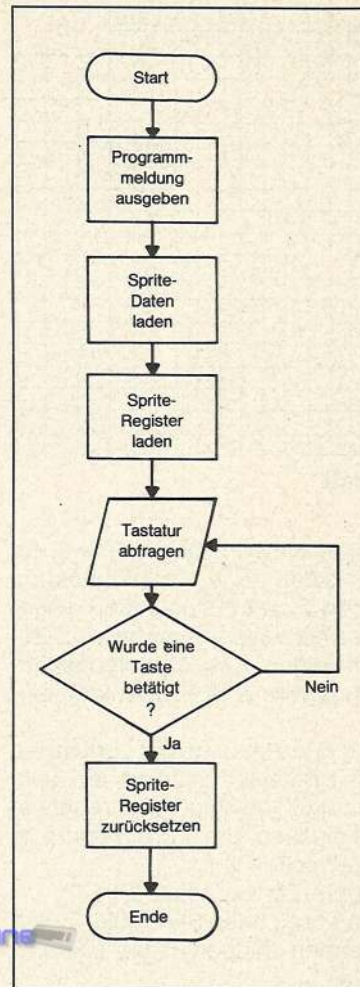 Start
Programm-
meldung
ausgeben
Sprite-
Daten
laden
Sprite-
Register
laden
Tastatur
abfragen
Wurde eine
Taste
betätigt
?
Nein
Ja
Sprite-
Register
zurücksetzen
Ende